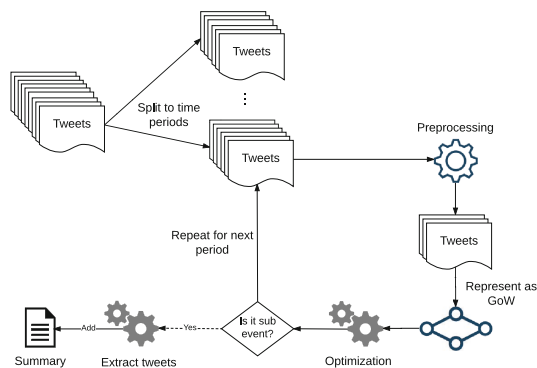 Tweets
Tweets
Split to time
periods
Tweets
Preprocessing
Tweets
Represent as
GoW
Repeat for next
period
Is it sub
event?
Yes
Add
Summary
Extract tweets
Optimization